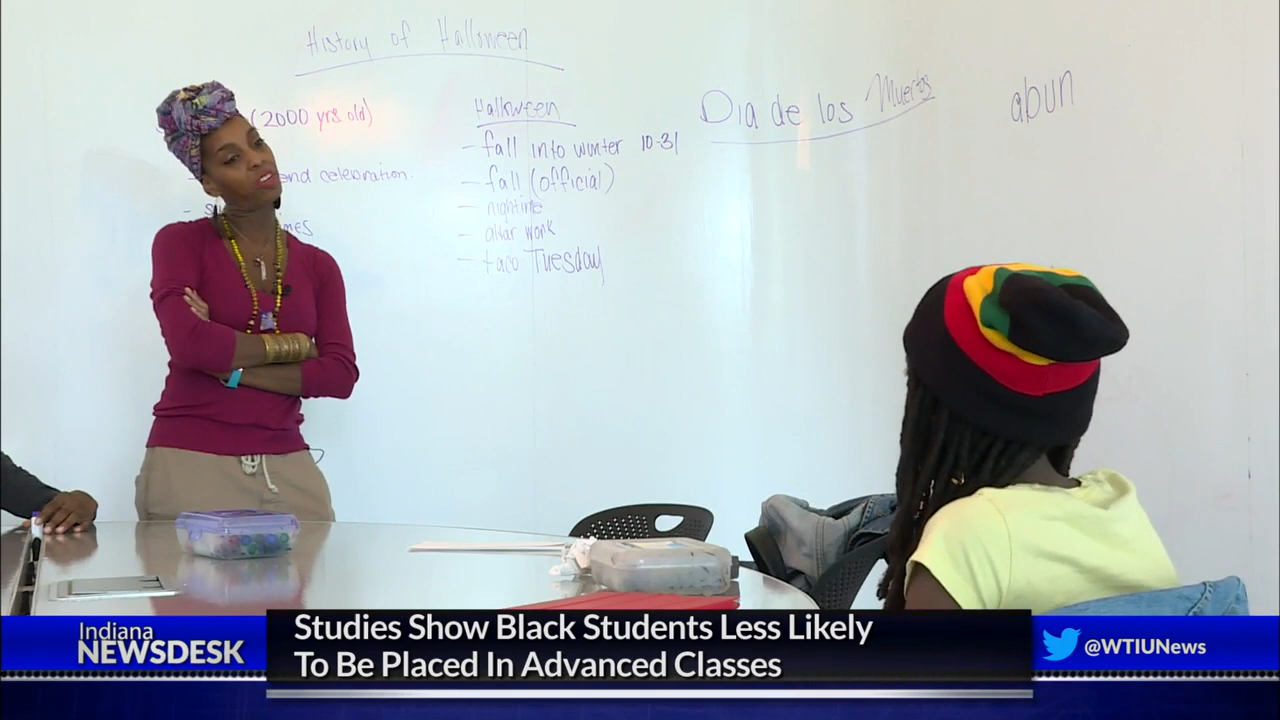 History of Halloween
(2000 yrs old)
end celebration.
Halloween
- fall into winter 10-31
- fall (official)
- nightime
- altar work
- taco Tuesday
Dia de los Muertos
abun
Indiana
NEWSDESK
Studies Show Black Students Less Likely
To Be Placed In Advanced Classes
@WTIUNews